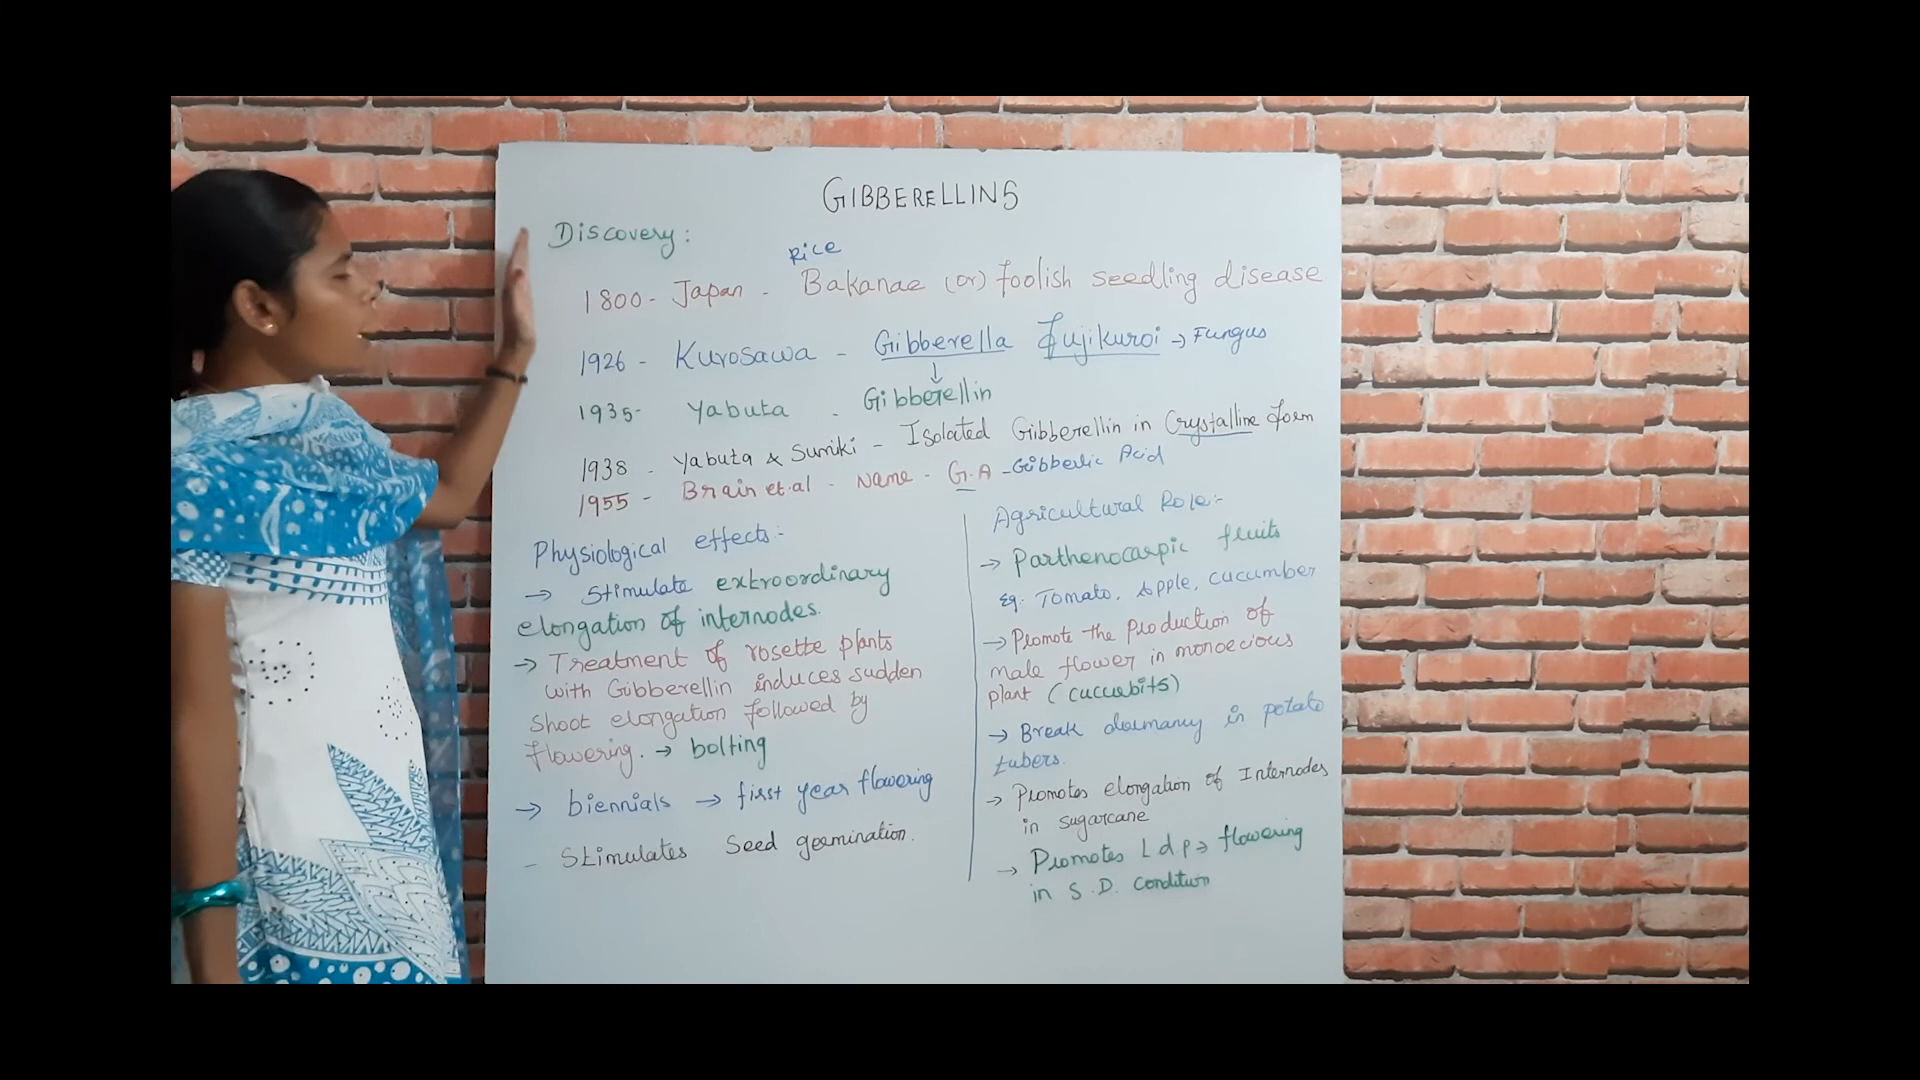 GIBBERELLINS
Discovery:
Rice
1800 - Japan - Bakanae (or) foolish seedling disease
1926 - Kurosawa - Gibberella fujikuroi → Fungus
↓
1935 - Yabuta - Gibberellin
1938 - Yabuta & Sumiki - Isolated Gibberellin in Crystalline form
1955 - Brain et.al - Name - G.A - Gibberlic Acid
Physiological effects:-
→ Stimulate extroordinary
elongation of internodes.
→ Treatment of rosette plants
with Gibberellin induces sudden
shoot elongation followed by
flowering. → bolting
→ biennials → first year flowering
- Stimulates Seed germination.
Agricultural Role:-
→ Parthenocarpic fruits
Eg. Tomato, Apple, cucumber
→ Promote the Production of
male flower in monoecious
plant (cucurbits)
→ Break dormancy in potato
tubers.
→ Promotes elongation of Internodes
in sugarcane
→ Promotes L d p → flowering
in S.D. condition